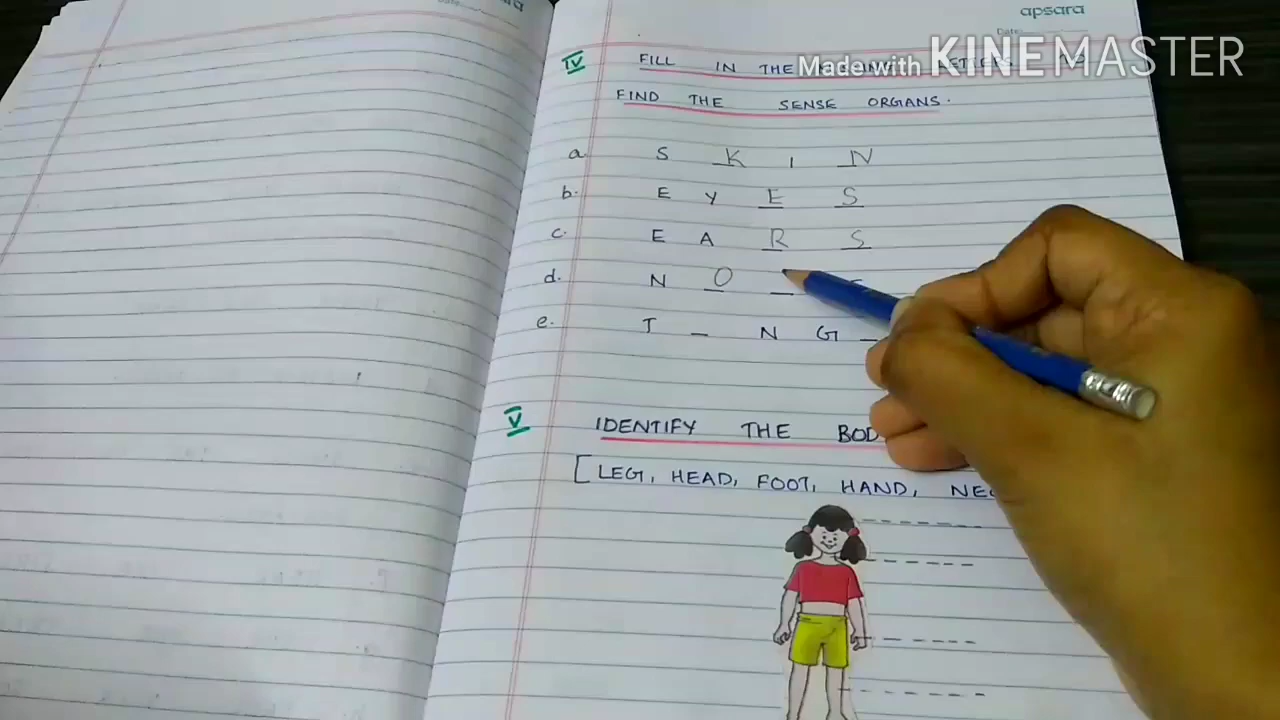 apsara
Made with KINEMASTER
IV FILL IN THE
FIND THE SENSE ORGANS.
a. S K I N
b. E Y E S
c. E A R S
d. N O _
e. T _ N G _
V IDENTIFY THE
[LEG, HEAD, FOOT, HAND,